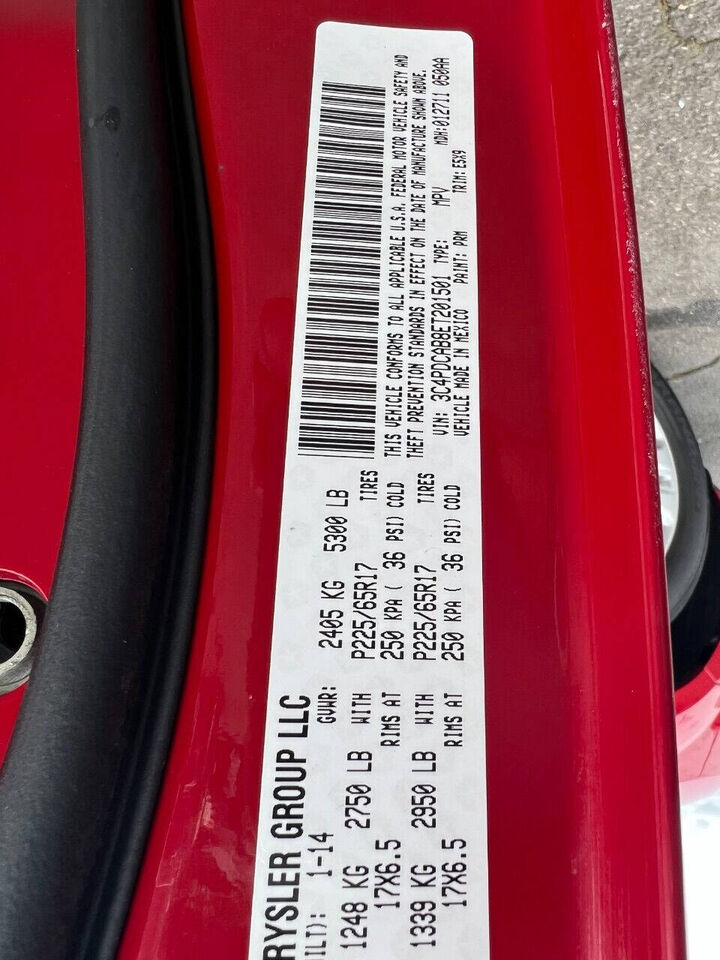 RYSLER GROUP LLC
ILT): 1-14 GVWR: 2405 KG 5300 LB
1248 KG 2750 LB WITH P225/65R17 TIRES
17X6.5 RIMS AT 250 KPA ( 36 PSI) COLD
1339 KG 2950 LB WITH P225/65R17 TIRES
17X6.5 RIMS AT 250 KPA ( 36 PSI) COLD
THIS VEHICLE CONFORMS TO ALL APPLICABLE U.S.A. FEDERAL MOTOR VEHICLE SAFETY AND
THEFT PREVENTION STANDARDS IN EFFECT ON THE DATE OF MANUFACTURE SHOWN ABOVE.
VIN: 3C4PDCAB8ET201501 TYPE: MPV MDH:012711 050AA
VEHICLE MADE IN MEXICO PAINT: PRM TRIM: E5X9